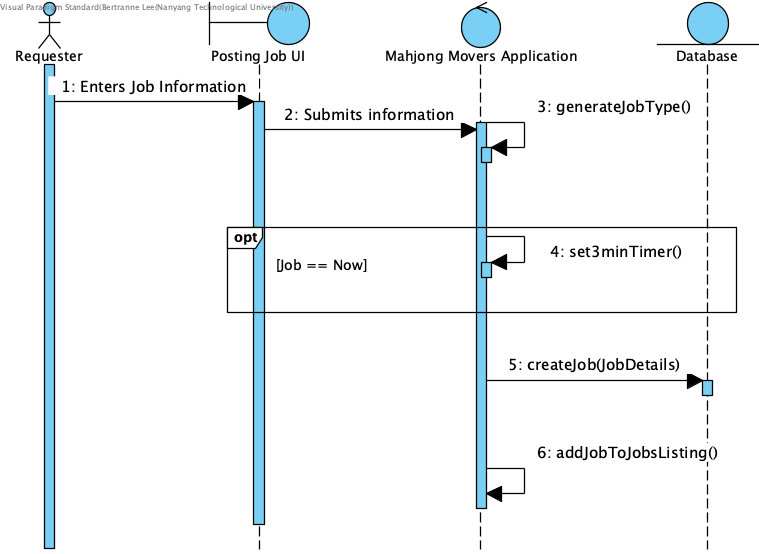 Visual Paradigm Standard(Bertranne Lee(Nanyang Technological University))
Requester
Posting Job UI
Mahjong Movers Application
Database
1: Enters Job Information
2: Submits information
3: generateJobType()
opt
[Job == Now]
4: set3minTimer()
5: createJob(JobDetails)
6: addJobToJobsListing()